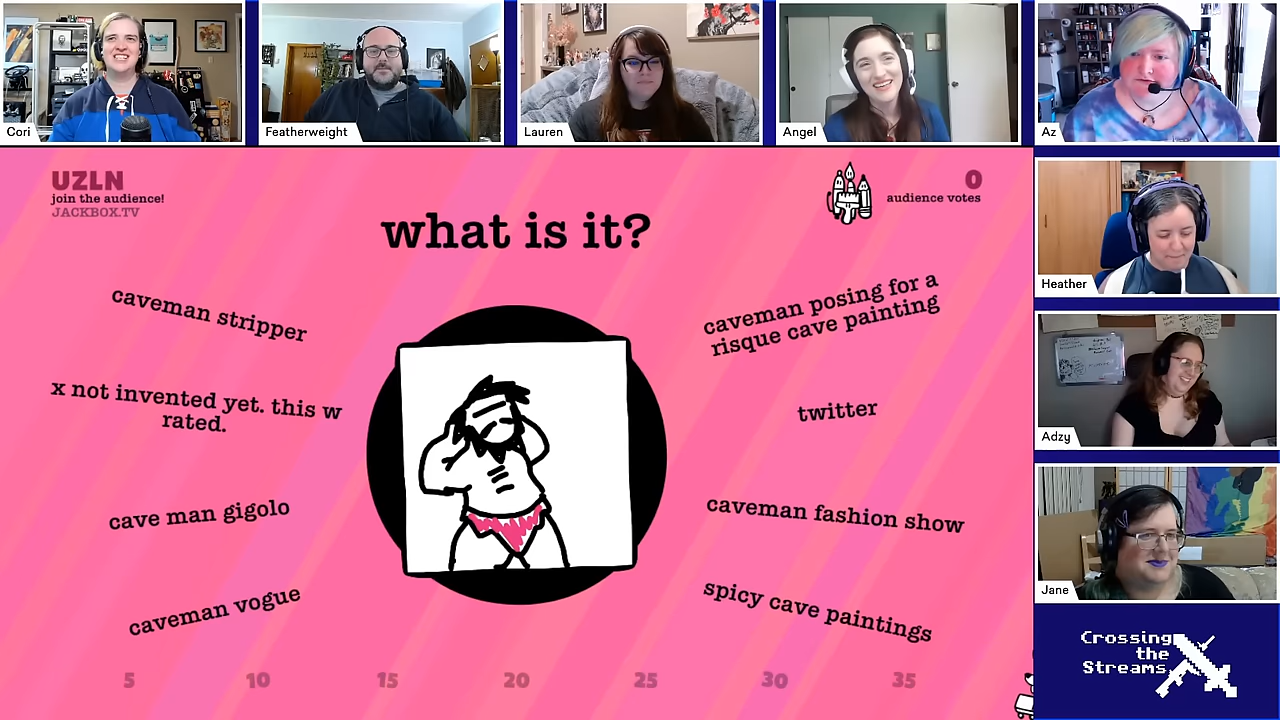 Cori
Featherweight
Lauren
Angel
Az
UZLN
join the audience!
JACKBOX.TV
0
audience votes
what is it?
caveman stripper
caveman posing for a
risque cave painting
x not invented yet. this w
rated.
twitter
cave man gigolo
caveman fashion show
caveman vogue
spicy cave paintings
5 10 15 20 25 30 35
Heather
Adzy
Jane
Crossing
the
Streams